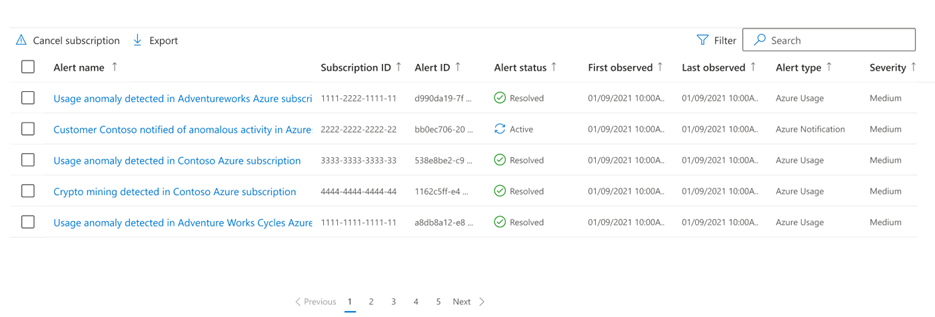 Cancel subscription Export Filter Search
Alert name ↑ Subscription ID ↑ Alert ID ↑ Alert status ↑ First observed ↑ Last observed ↑ Alert type ↑ Severity ↑
Usage anomaly detected in Adventureworks Azure subscri 1111-2222-1111-11 d990da19-7f ... Resolved 01/09/2021 10:00A.. 01/09/2021 10:00A.. Azure Usage Medium
Customer Contoso notified of anomalous activity in Azure 2222-2222-2222-22 bb0ec706-20 ... Active 01/09/2021 10:00A.. 01/09/2021 10:00A.. Azure Notification Medium
Usage anomaly detected in Contoso Azure subscription 3333-3333-3333-33 538e8be2-c9 ... Resolved 01/09/2021 10:00A.. 01/09/2021 10:00A.. Azure Usage Medium
Crypto mining detected in Contoso Azure subscription 4444-4444-4444-44 1162c5ff-e4 ... Resolved 01/09/2021 10:00A.. 01/09/2021 10:00A.. Azure Usage Medium
Usage anomaly detected in Adventure Works Cycles Azure 1111-1111-1111-11 a8db8a12-e8 ... Resolved 01/09/2021 10:00A.. 01/09/2021 10:00A.. Azure Usage Medium
< Previous 1 2 3 4 5 Next >